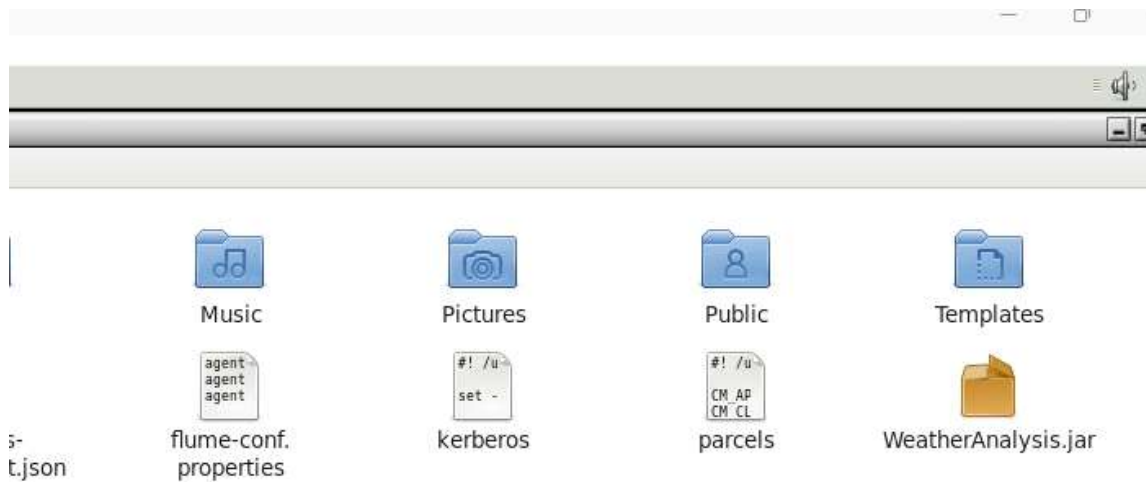 Music
Pictures
Public
Templates
agent
agent
agent
#! /u
set -
#! /u
CM_AP
CM_CL
s-
t.json
flume-conf.
properties
kerberos
parcels
WeatherAnalysis.jar